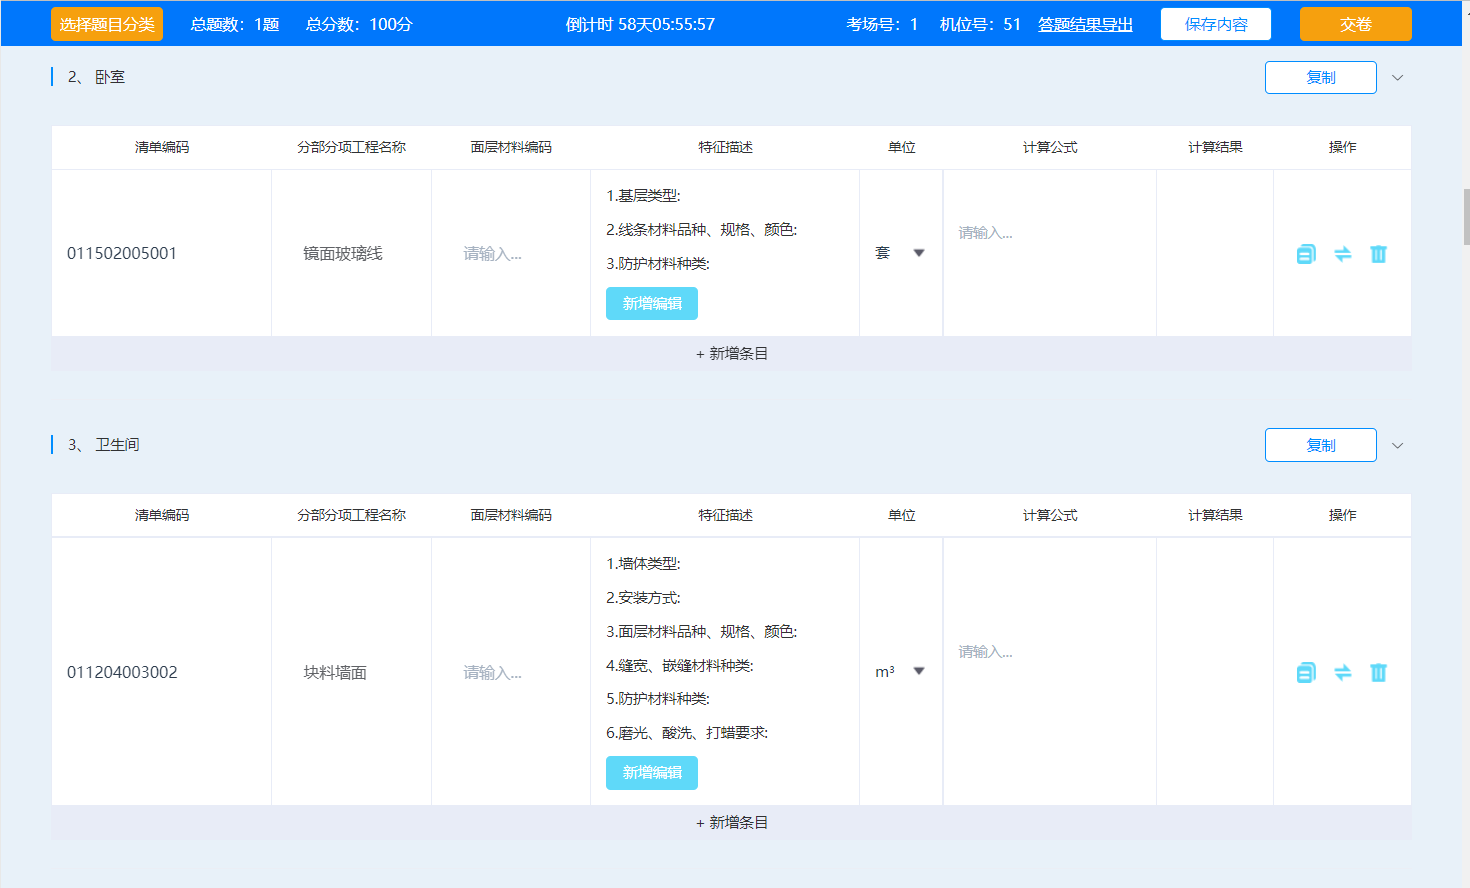 选择题目分类 总题数：1题 总分数：100分 倒计时 58天05:55:57 考场号：1 机位号：51 答题结果导出 保存内容 交卷
2、 卧室 复制
清单编码 分部分项工程名称 面层材料编码 特征描述 单位 计算公式 计算结果 操作
1.基层类型:
2.线条材料品种、规格、颜色:
请输入...
011502005001 镜面玻璃线 请输入... 套
3.防护材料种类:
新增编辑
+ 新增条目
3、 卫生间 复制
清单编码 分部分项工程名称 面层材料编码 特征描述 单位 计算公式 计算结果 操作
1.墙体类型:
2.安装方式:
3.面层材料品种、规格、颜色:
请输入...
4.缝宽、嵌缝材料种类:
011204003002 块料墙面 请输入... m³
5.防护材料种类:
6.磨光、酸洗、打蜡要求:
新增编辑
+ 新增条目